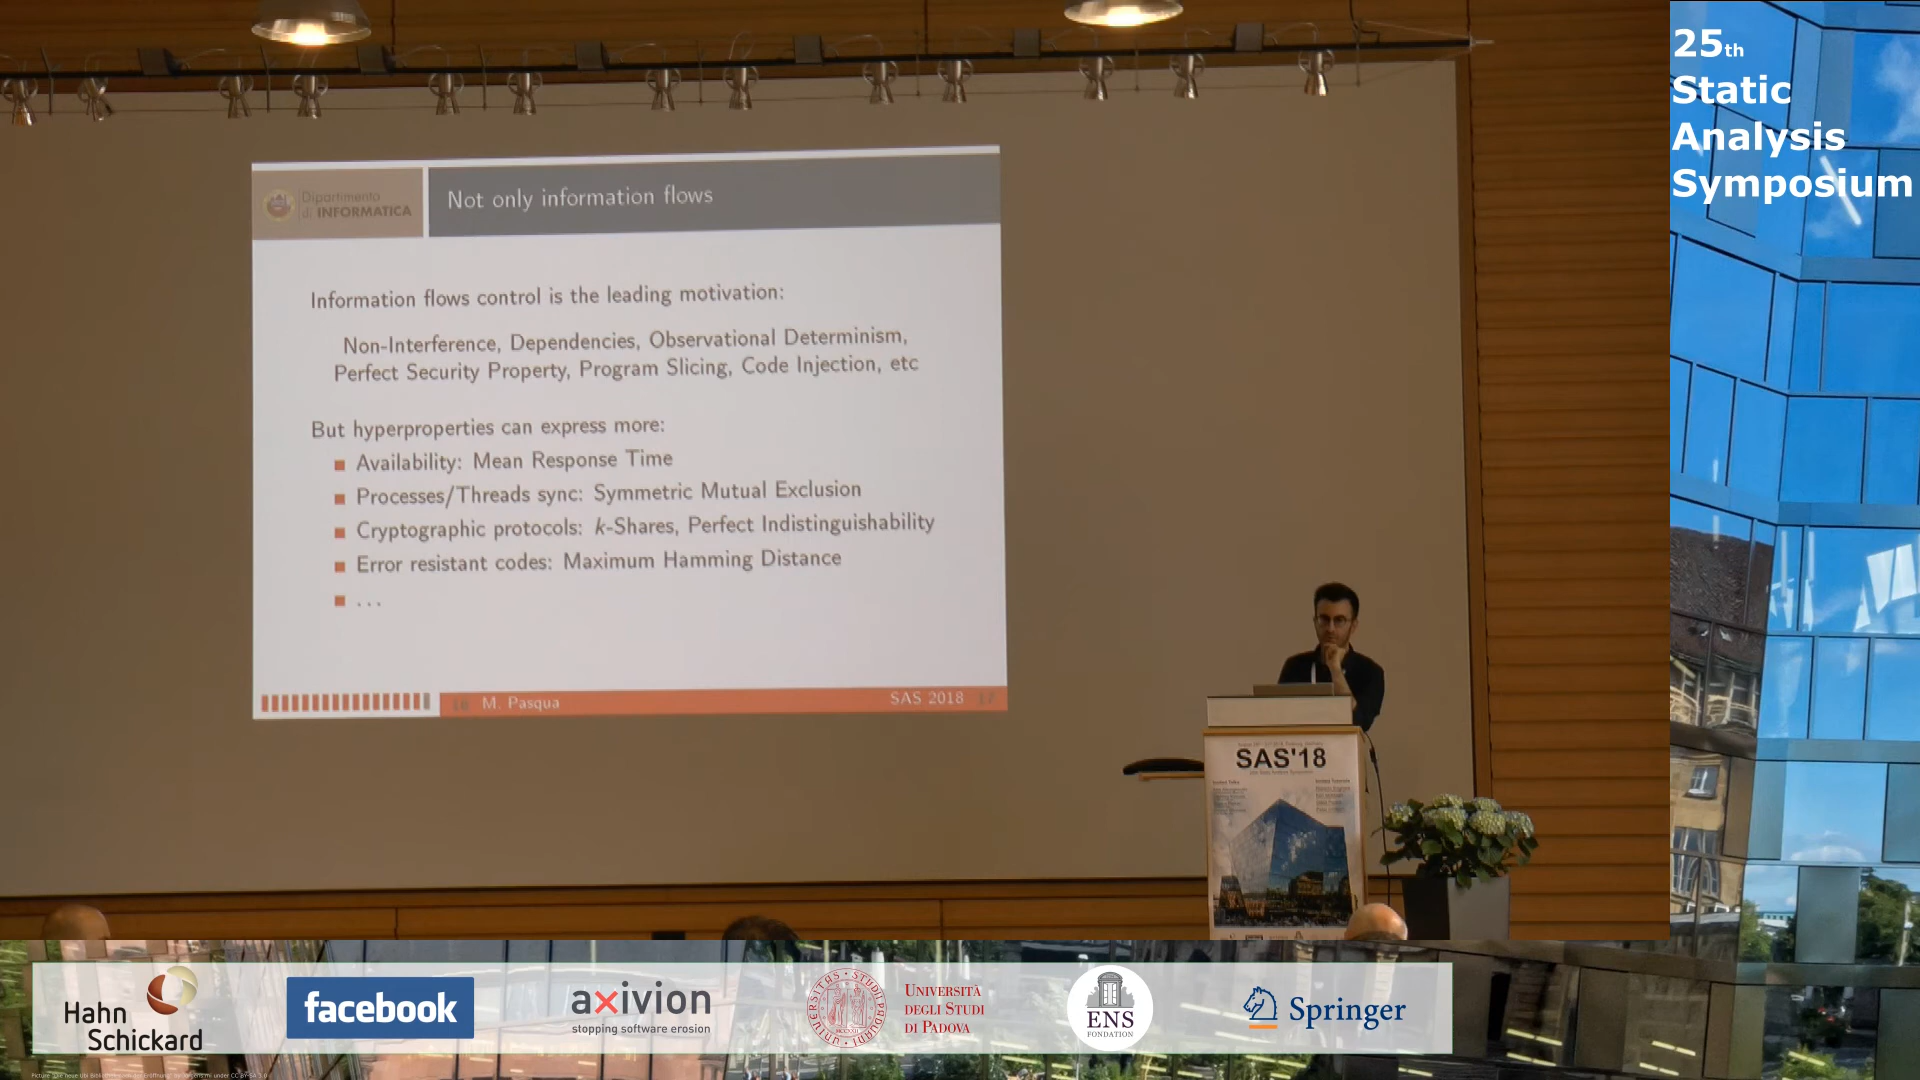 25th
Static
Analysis
Symposium
Dipartimento
di INFORMATICA
Not only information flows
Information flows control is the leading motivation:
Non-Interference, Dependencies, Observational Determinism,
Perfect Security Property, Program Slicing, Code Injection, etc
But hyperproperties can express more:
Availability: Mean Response Time
Processes/Threads sync: Symmetric Mutual Exclusion
Cryptographic protocols: k-Shares, Perfect Indistinguishability
Error resistant codes: Maximum Hamming Distance
...
M. Pasqua
SAS 2018 17
SAS'18
Hahn
Schickard
facebook
axivion
stopping software erosion
UNIVERSITÀ
DEGLI STUDI
DI PADOVA
ENS
FONDATION
Springer